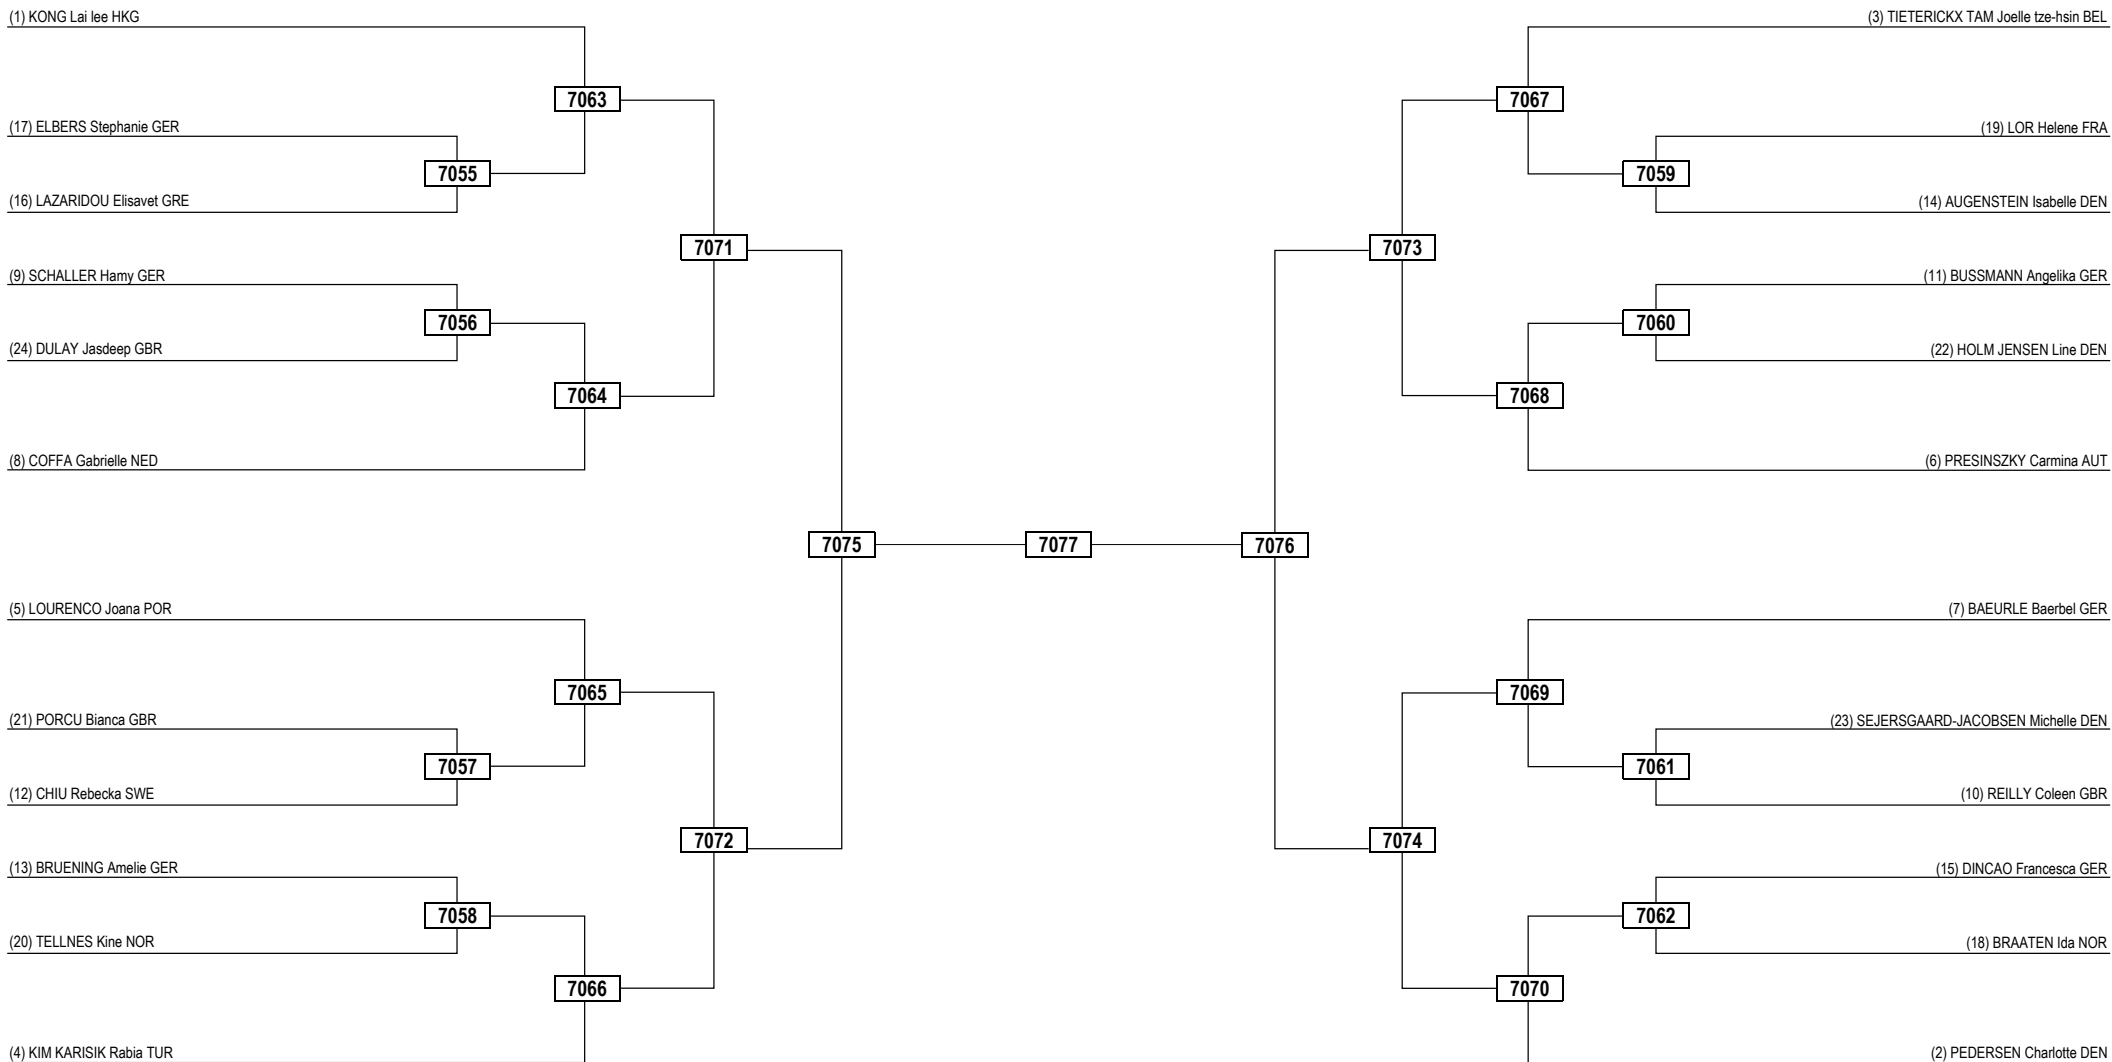 (1) KONG Lai lee HKG
(3) TIETERICKX TAM Joelle tze-hsin BEL
7063
7067
(17) ELBERS Stephanie GER
(19) LOR Helene FRA
7055
7059
(16) LAZARIDOU Elisavet GRE
(14) AUGENSTEIN Isabelle DEN
7071
7073
(9) SCHALLER Hamy GER
(11) BUSSMANN Angelika GER
7056
7060
(24) DULAY Jasdeep GBR
(22) HOLM JENSEN Line DEN
7064
7068
(8) COFFA Gabrielle NED
(6) PRESINSZKY Carmina AUT
7075
7077
7076
(5) LOURENCO Joana POR
(7) BAEURLE Baerbel GER
7065
7069
(21) PORCU Bianca GBR
(23) SEJERSGAARD-JACOBSEN Michelle DEN
7057
7061
(12) CHIU Rebecka SWE
(10) REILLY Coleen GBR
7072
7074
(13) BRUENING Amelie GER
(15) DINCAO Francesca GER
7058
7062
(20) TELLNES Kine NOR
(18) BRAATEN Ida NOR
7066
7070
(4) KIM KARISIK Rabia TUR
(2) PEDERSEN Charlotte DEN